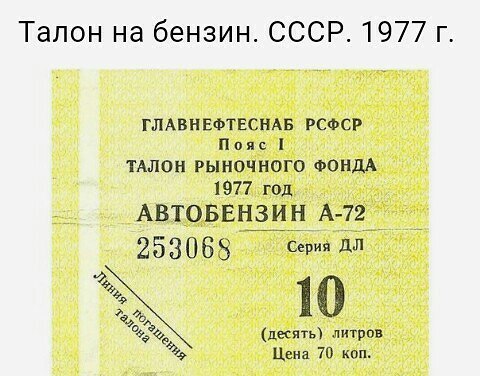 Талон на бензин. СССР. 1977 г.
ГЛАВНЕФТЕСНАБ РСФСР
Пояс I
ТАЛОН РЫНОЧНОГО ФОНДА
1977 год
АВТОБЕНЗИН А-72
253068 Серия ДЛ
Линия погашения
талона
10
(десять) литров
Цена 70 коп.